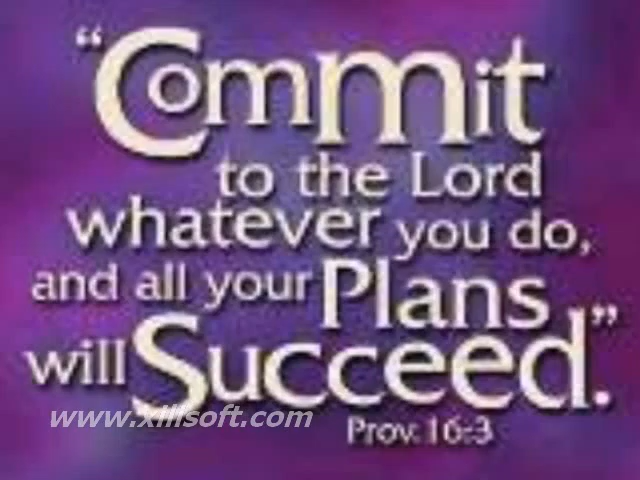 “Commit
to the Lord
whatever you do,
and all your Plans
will Succeed.”
www.xilisoft.com
Prov. 16:3